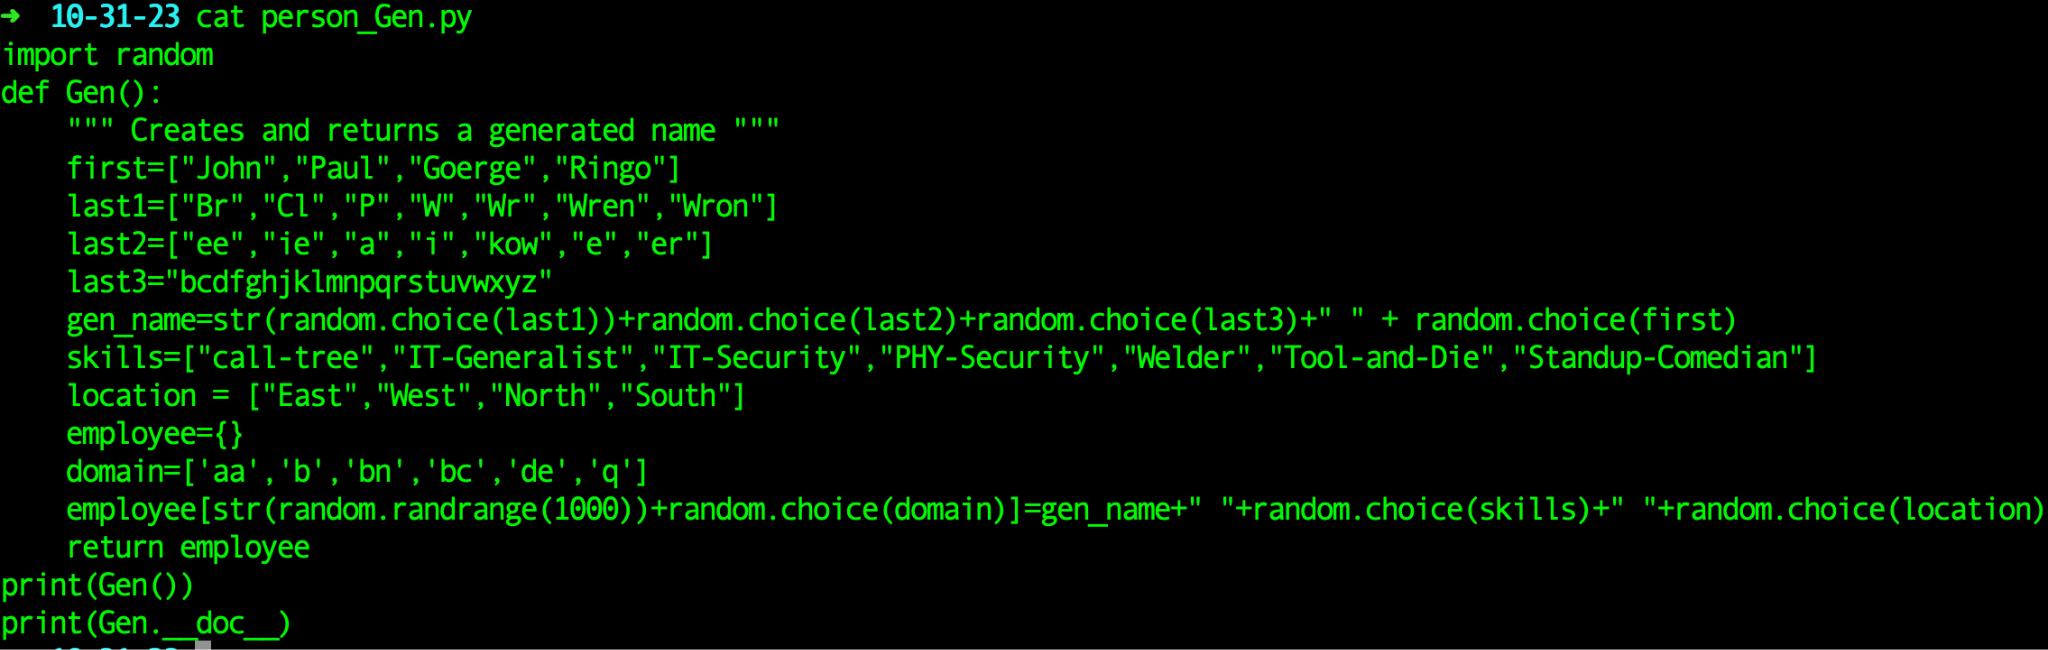 ➜  10-31-23 cat person_Gen.py
import random
def Gen():
    """ Creates and returns a generated name """
    first=["John","Paul","Goerge","Ringo"]
    last1=["Br","Cl","P","W","Wr","Wren","Wron"]
    last2=["ee","ie","a","i","kow","e","er"]
    last3="bcdfghjklmnpqrstuvwxyz"
    gen_name=str(random.choice(last1))+random.choice(last2)+random.choice(last3)+" " + random.choice(first)
    skills=["call-tree","IT-Generalist","IT-Security","PHY-Security","Welder","Tool-and-Die","Standup-Comedian"]
    location = ["East","West","North","South"]
    employee={}
    domain=['aa','b','bn','bc','de','q']
    employee[str(random.randrange(1000))+random.choice(domain)]=gen_name+" "+random.choice(skills)+" "+random.choice(location)
    return employee
print(Gen())
print(Gen.__doc__)